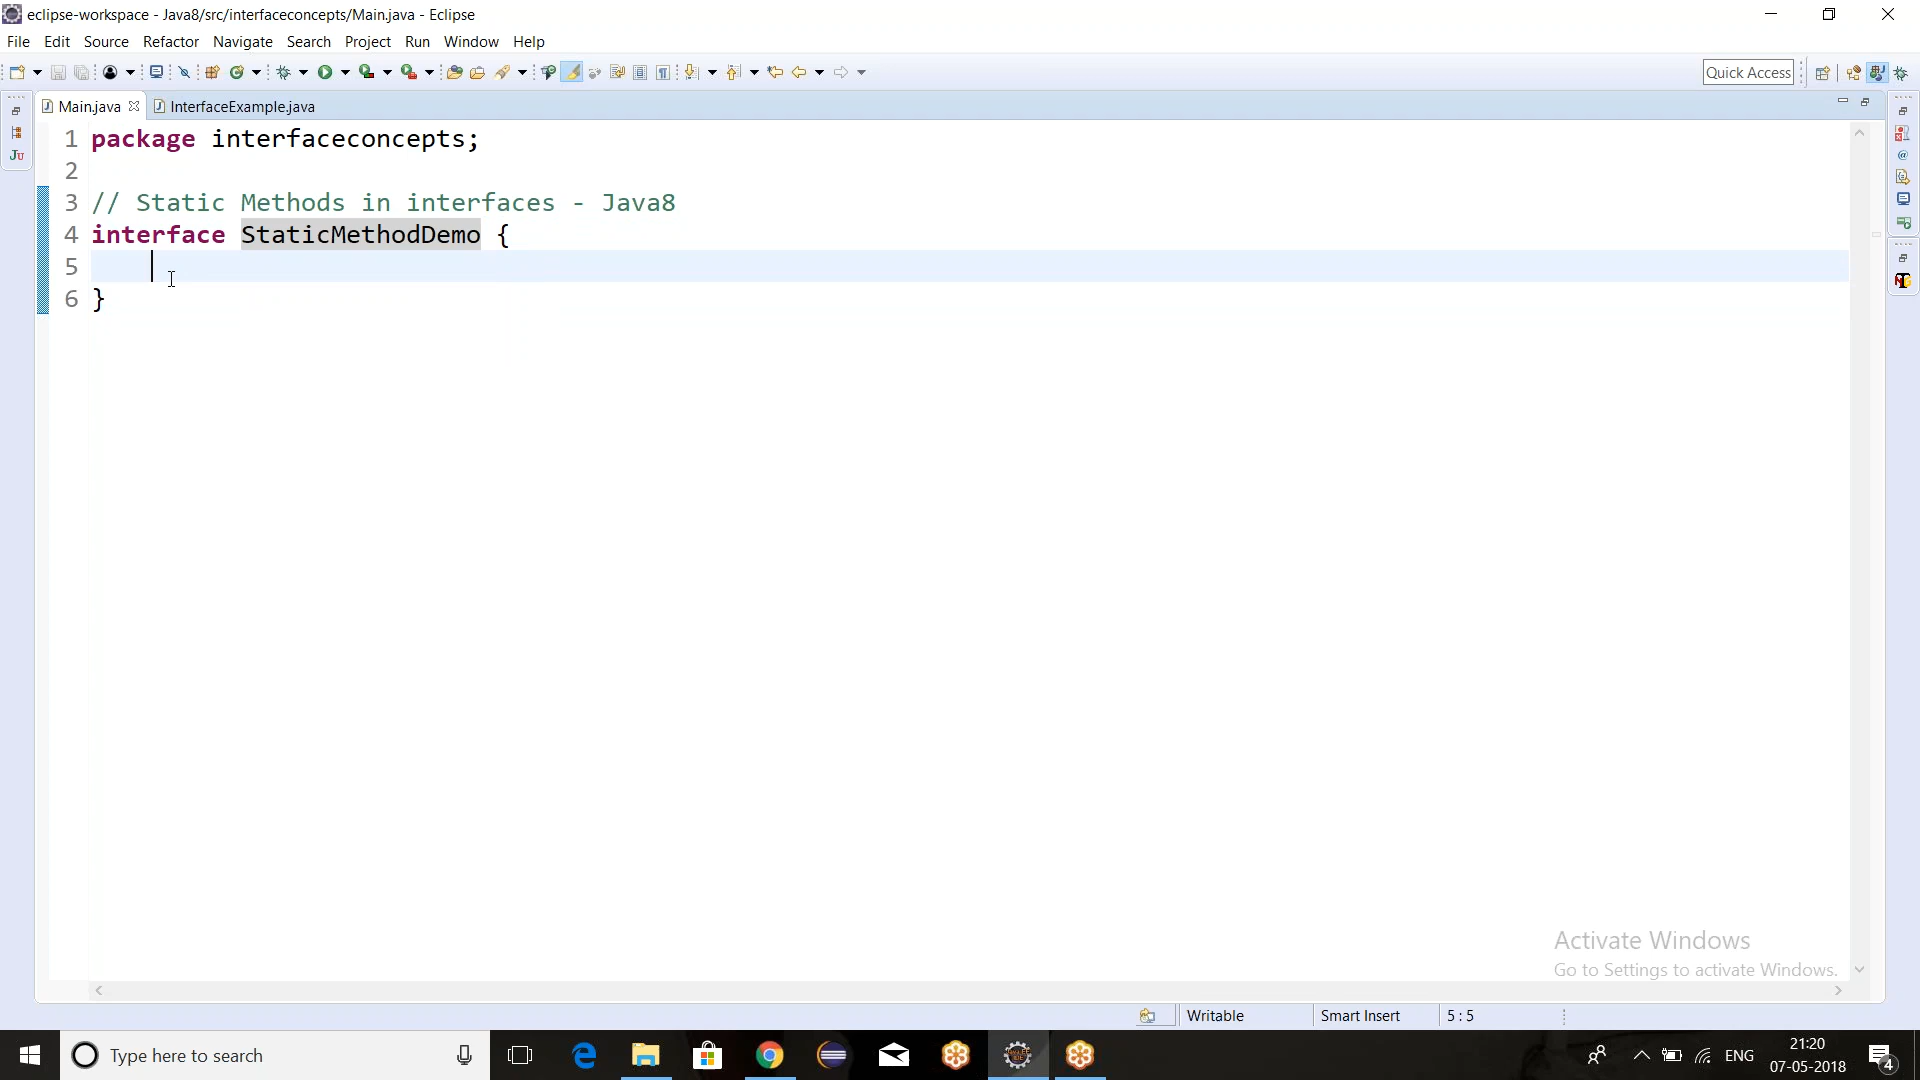 eclipse-workspace - Java8/src/interfaceconcepts/Main.java - Eclipse
File Edit Source Refactor Navigate Search Project Run Window Help
Quick Access
Main.java InterfaceExample.java
1 package interfaceconcepts;
2
3 // Static Methods in interfaces - Java8
4 interface StaticMethodDemo {
5
6 }
Activate Windows
Go to Settings to activate Windows.
Writable Smart Insert 5 : 5
Type here to search
ENG
21:20
07-05-2018
4